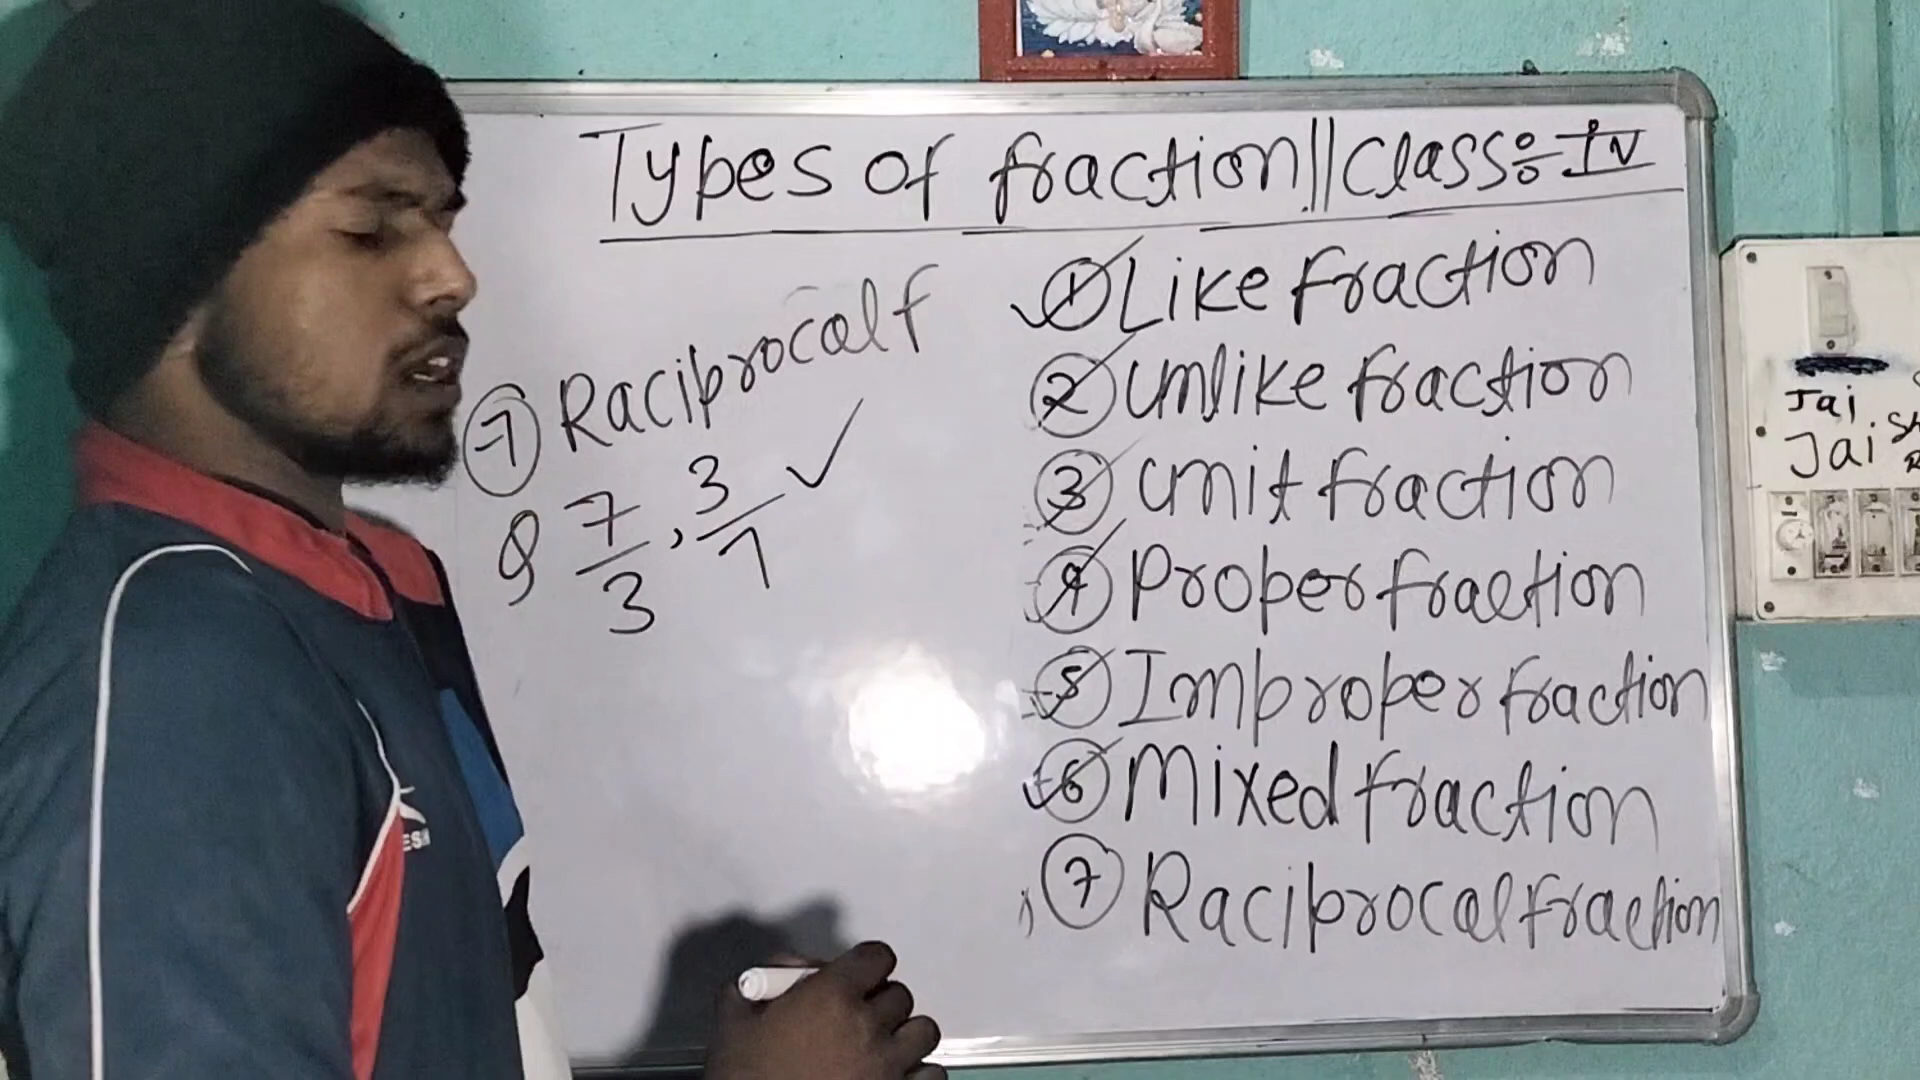 Types of fraction || Class:- IV
⑦ Raciprocal f
7/3 , 3/7 ✓
① Like fraction
② Unlike fraction
③ Unit fraction
④ Proper fraction
⑤ Improper fraction
⑥ Mixed fraction
⑦ Raciprocal fraction
Jai
Jai